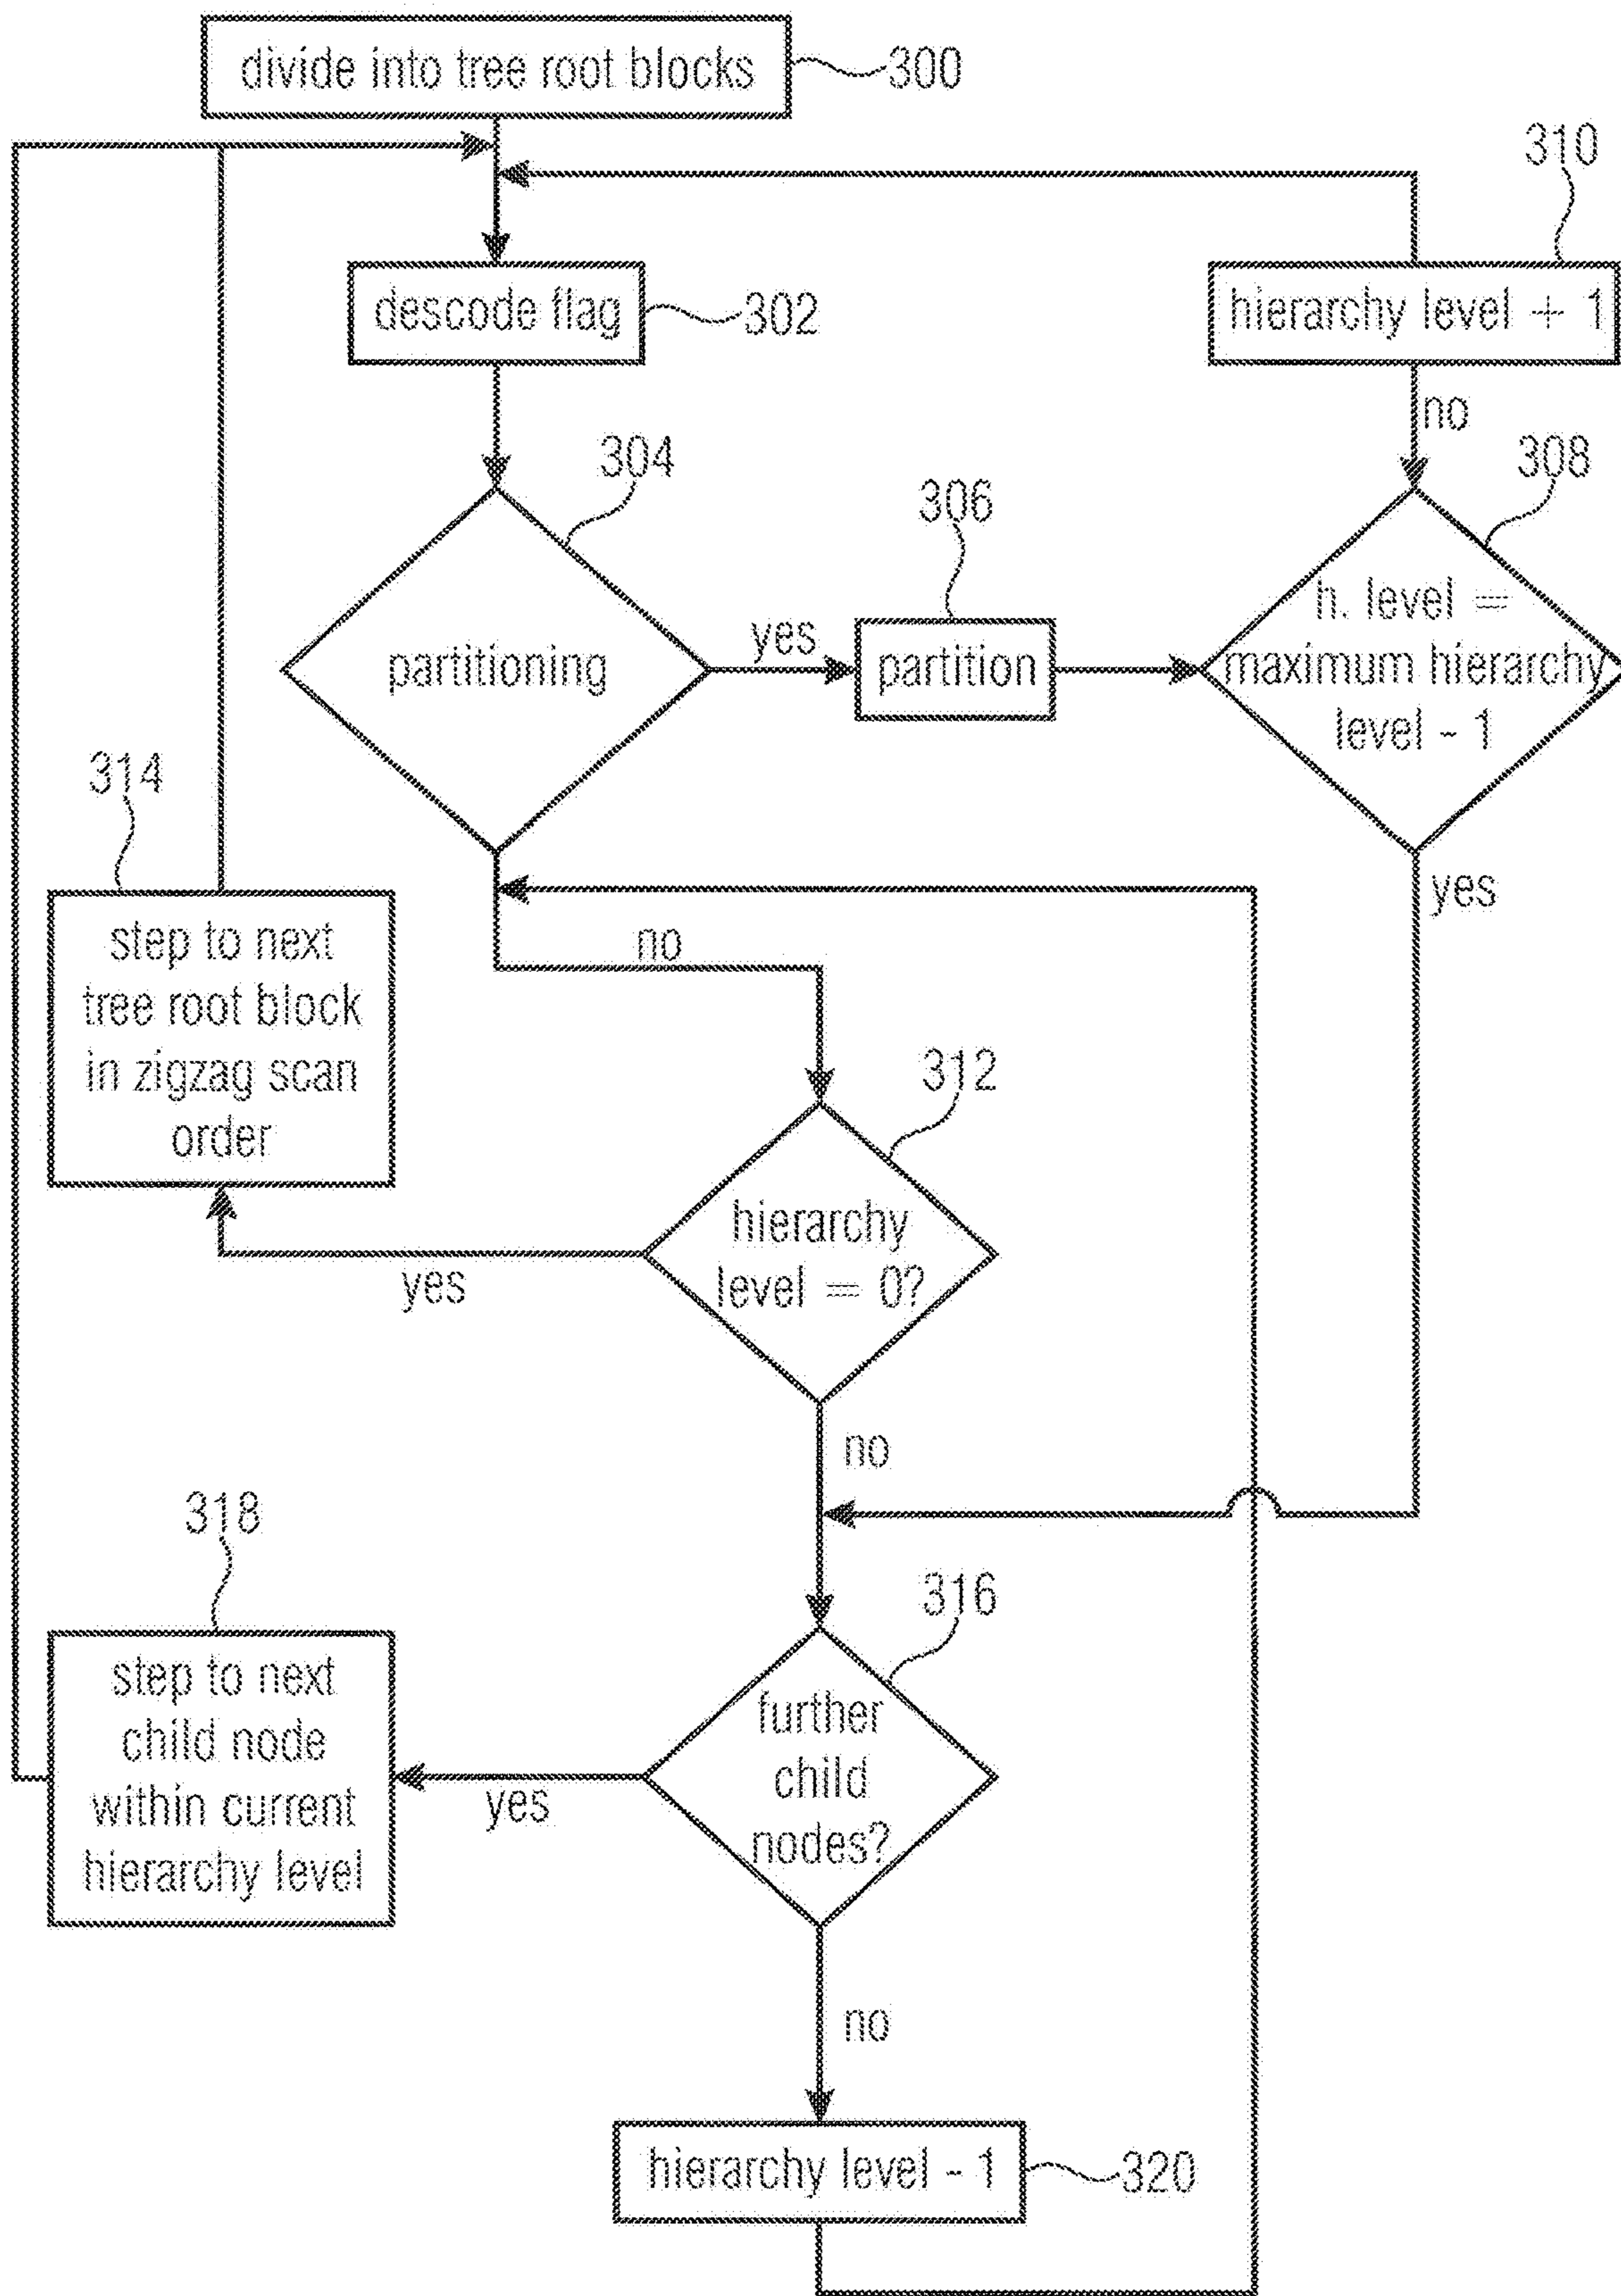 divide into tree root blocks
300
310
descode flag
302
hierarchy level + 1
no
304
306
308
partitioning
yes
partition
h. level =
maximum hierarchy
level - 1
314
yes
step to next
tree root block
in zigzag scan
order
no
312
hierarchy
level = 0?
yes
no
318
316
step to next
child node
within current
hierarchy level
further
child
nodes?
yes
no
hierarchy level - 1
320